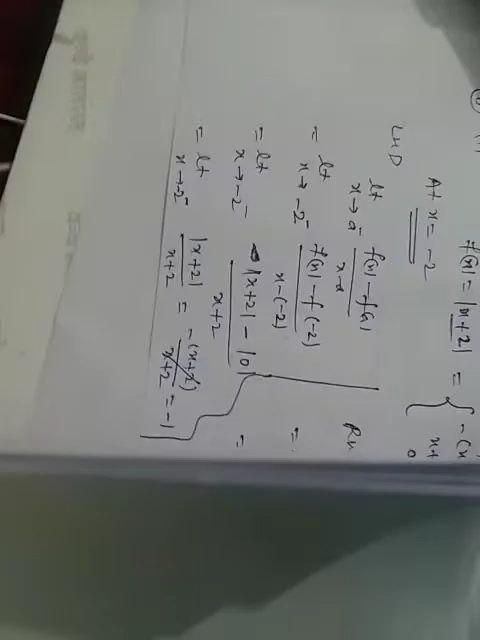 f(x) = |x+2| = { -(x
x+
0
At x = -2
LHD
lt x→a⁻ f(x) - f(a) / x-a
= lt x→-2⁻ f(x) - f(-2) / x-(-2)
= lt x→-2⁻ |x+2| - |0| / x+2
= lt x→-2⁻ |x+2| / x+2 = -(x+2) / x+2 = -1
RH
=
=